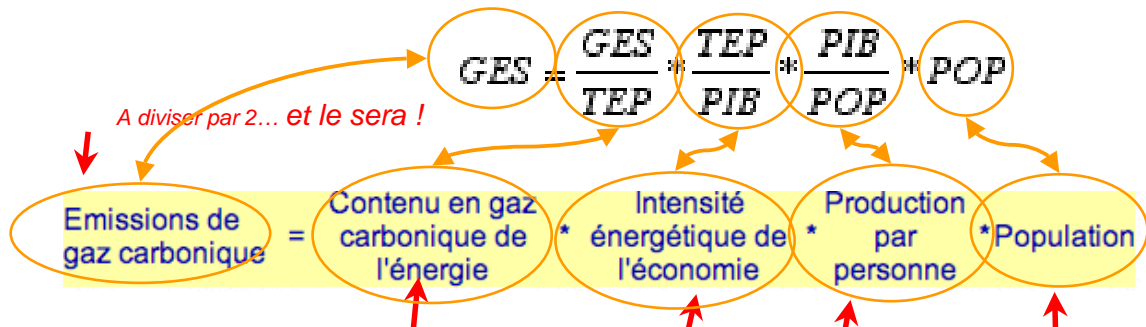 GES = GES/TEP * TEP/PIB * PIB/POP * POP
A diviser par 2… et le sera !
Emissions de gaz carbonique = Contenu en gaz carbonique de l'énergie * Intensité énergétique de l'économie * Production par personne * Population